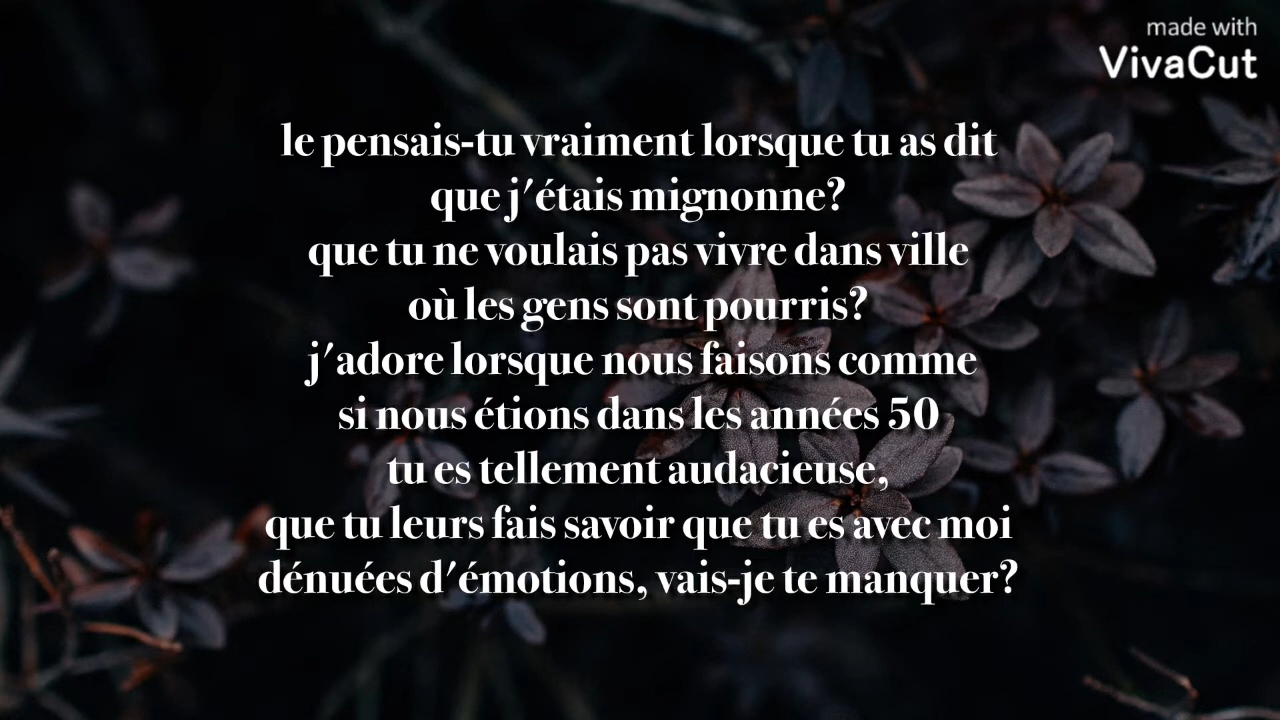 made with
VivaCut
le pensais-tu vraiment lorsque tu as dit
que j'étais mignonne?
que tu ne voulais pas vivre dans ville
où les gens sont pourris?
j'adore lorsque nous faisons comme
si nous étions dans les années 50
tu es tellement audacieuse,
que tu leurs fais savoir que tu es avec moi
dénuées d'émotions, vais-je te manquer?